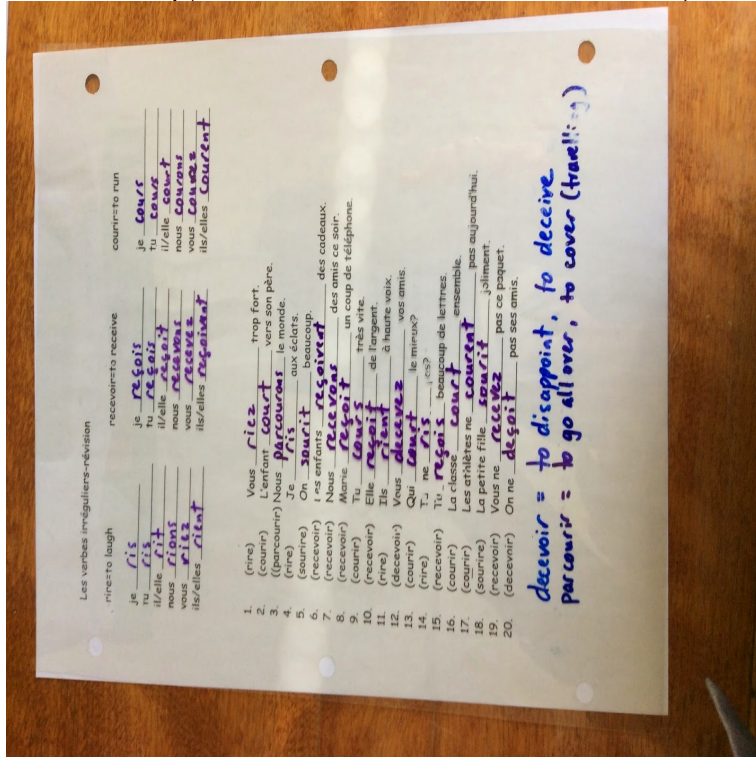 Les verbes irréguliers-révision
rire=to laugh recevoir=to receive courir=to run
je ris je reçois je cours
tu ris tu reçois tu cours
il/elle rit il/elle reçoit il/elle court
nous rions nous recevons nous courons
vous riez vous recevez vous courez
ils/elles rient ils/elles reçoivent ils/elles courent
1. (rire) Vous riez trop fort.
2. (courir) L'enfant court vers son père.
3. ((parcourir) Nous parcourons le monde.
4. (rire) Je ris aux éclats.
5. (sourire) On sourit beaucoup.
6. (recevoir) Les enfants reçoivent des cadeaux.
7. (recevoir) Nous recevons des amis ce soir.
8. (recevoir) Marie reçoit un coup de téléphone.
9. (courir) Tu cours très vite.
10. (recevoir) Elle reçoit de l'argent.
11. (rire) Ils rient à haute voix.
12. (decevoir) Vous decevez vos amis.
13. (courir) Qui court le mieux?
14. (rire) Tu ne ris
15. (recevoir) Tu reçois beaucoup de lettres.
16. (courir) La classe court ensemble.
17. (courir) Les athlètes ne courent pas aujourd'hui.
18. (sourire) La petite fille sourit joliment.
19. (recevoir) Vous ne recevez pas ce paquet.
20. (decevoir) On ne deçoit pas ses amis.
decevoir = to disappoint, to deceive
parcourir = to go all over, to cover (travelling)